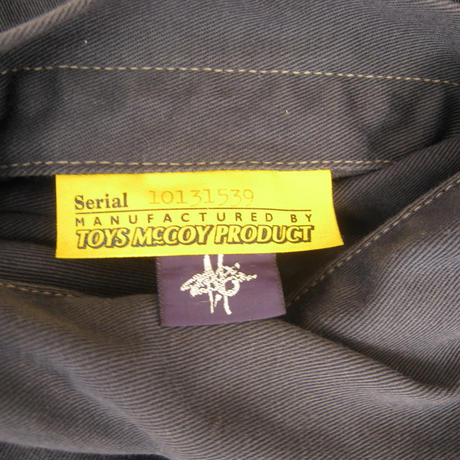 Serial 10131539
MANUFACTURED BY
TOYS McCOY PRODUCT